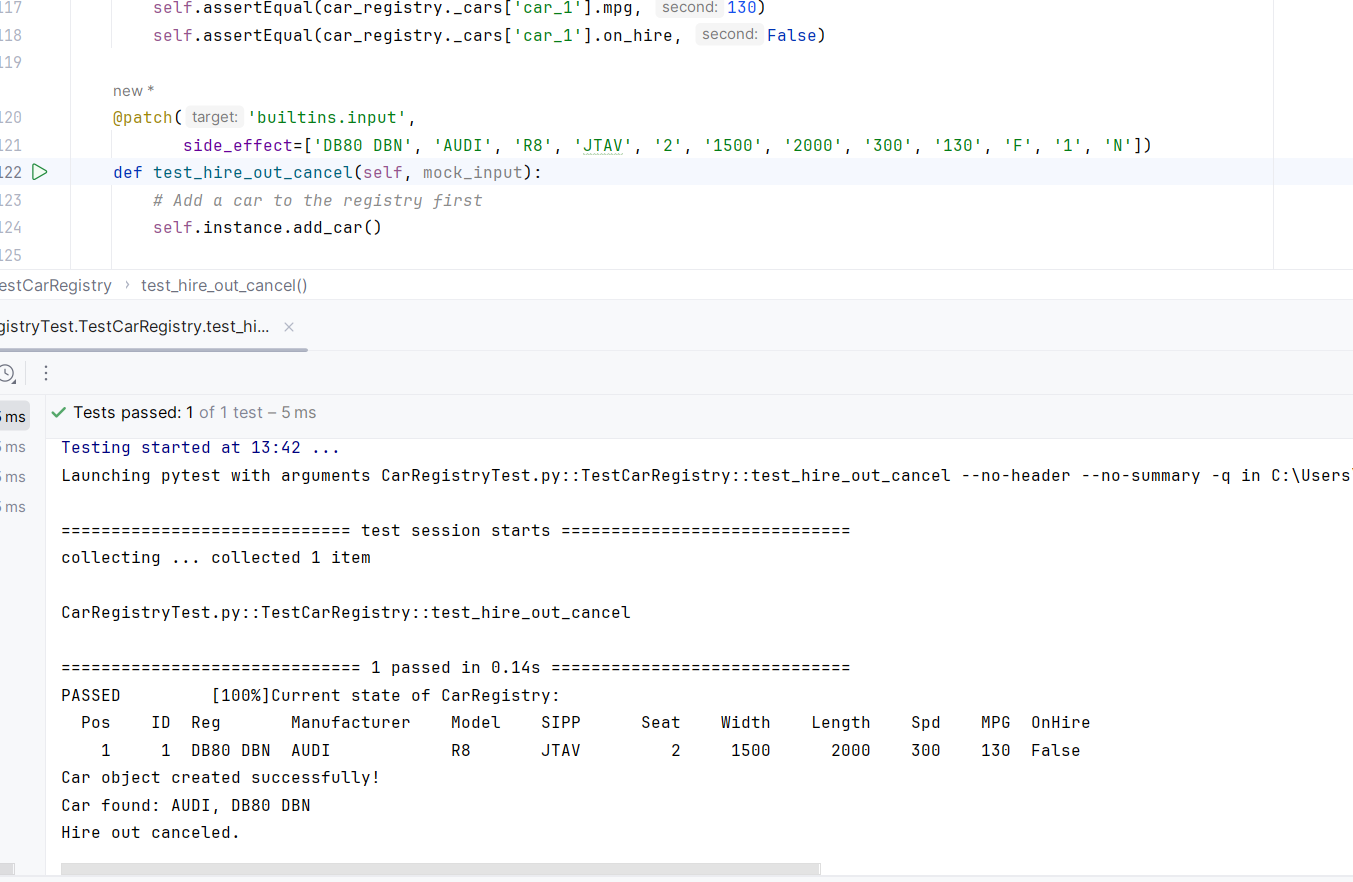 117 self.assertEqual(car_registry._cars['car_1'].mpg, second: 130)
118 self.assertEqual(car_registry._cars['car_1'].on_hire, second: False)
119
new *
120 @patch( target: 'builtins.input',
121 side_effect=['DB80 DBN', 'AUDI', 'R8', 'JTAV', '2', '1500', '2000', '300', '130', 'F', '1', 'N'])
122 def test_hire_out_cancel(self, mock_input):
123 # Add a car to the registry first
124 self.instance.add_car()
125
estCarRegistry › test_hire_out_cancel()
gistryTest.TestCarRegistry.test_hi... ×
5 ms ✓ Tests passed: 1 of 1 test – 5 ms
5 ms Testing started at 13:42 ...
5 ms Launching pytest with arguments CarRegistryTest.py::TestCarRegistry::test_hire_out_cancel --no-header --no-summary -q in C:\Users
5 ms
============================= test session starts =============================
collecting ... collected 1 item
CarRegistryTest.py::TestCarRegistry::test_hire_out_cancel
============================== 1 passed in 0.14s ==============================
PASSED [100%]Current state of CarRegistry:
Pos ID Reg Manufacturer Model SIPP Seat Width Length Spd MPG OnHire
1 1 DB80 DBN AUDI R8 JTAV 2 1500 2000 300 130 False
Car object created successfully!
Car found: AUDI, DB80 DBN
Hire out canceled.